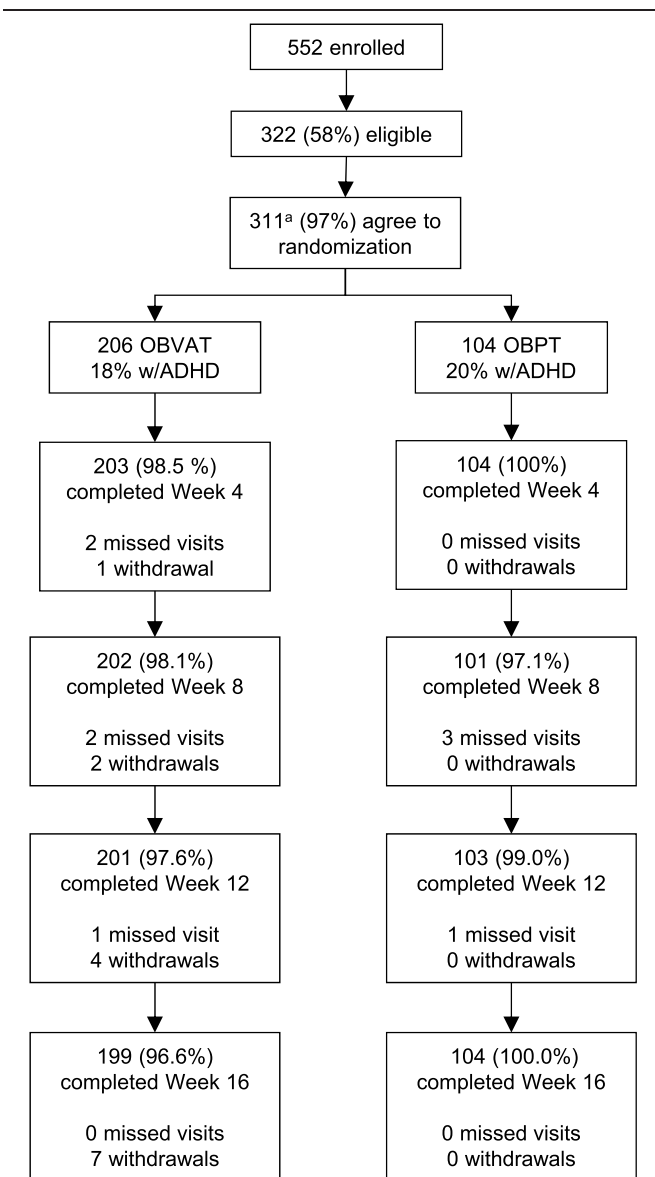 552 enrolled
322 (58%) eligible
311ᵃ (97%) agree to
randomization
206 OBVAT
18% w/ADHD
104 OBPT
20% w/ADHD
203 (98.5 %)
completed Week 4
2 missed visits
1 withdrawal
104 (100%)
completed Week 4
0 missed visits
0 withdrawals
202 (98.1%)
completed Week 8
2 missed visits
2 withdrawals
101 (97.1%)
completed Week 8
3 missed visits
0 withdrawals
201 (97.6%)
completed Week 12
1 missed visit
4 withdrawals
103 (99.0%)
completed Week 12
1 missed visit
0 withdrawals
199 (96.6%)
completed Week 16
0 missed visits
7 withdrawals
104 (100.0%)
completed Week 16
0 missed visits
0 withdrawals